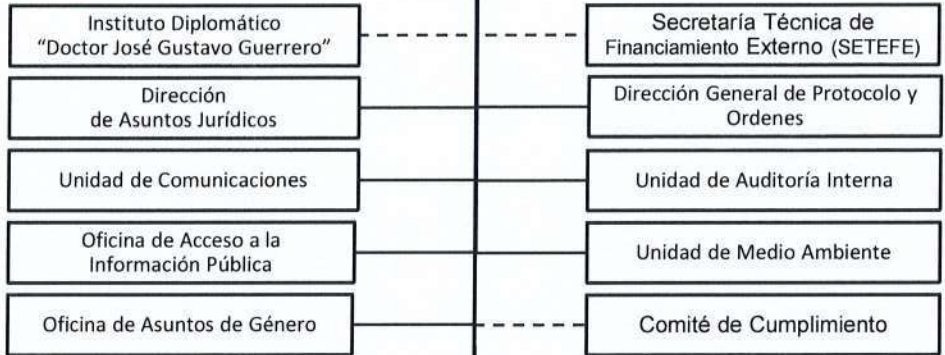 Instituto Diplomático
“Doctor José Gustavo Guerrero”
Secretaría Técnica de
Financiamiento Externo (SETEFE)
Dirección
de Asuntos Jurídicos
Dirección General de Protocolo y
Ordenes
Unidad de Comunicaciones
Unidad de Auditoría Interna
Oficina de Acceso a la
Información Pública
Unidad de Medio Ambiente
Oficina de Asuntos de Género
Comité de Cumplimiento